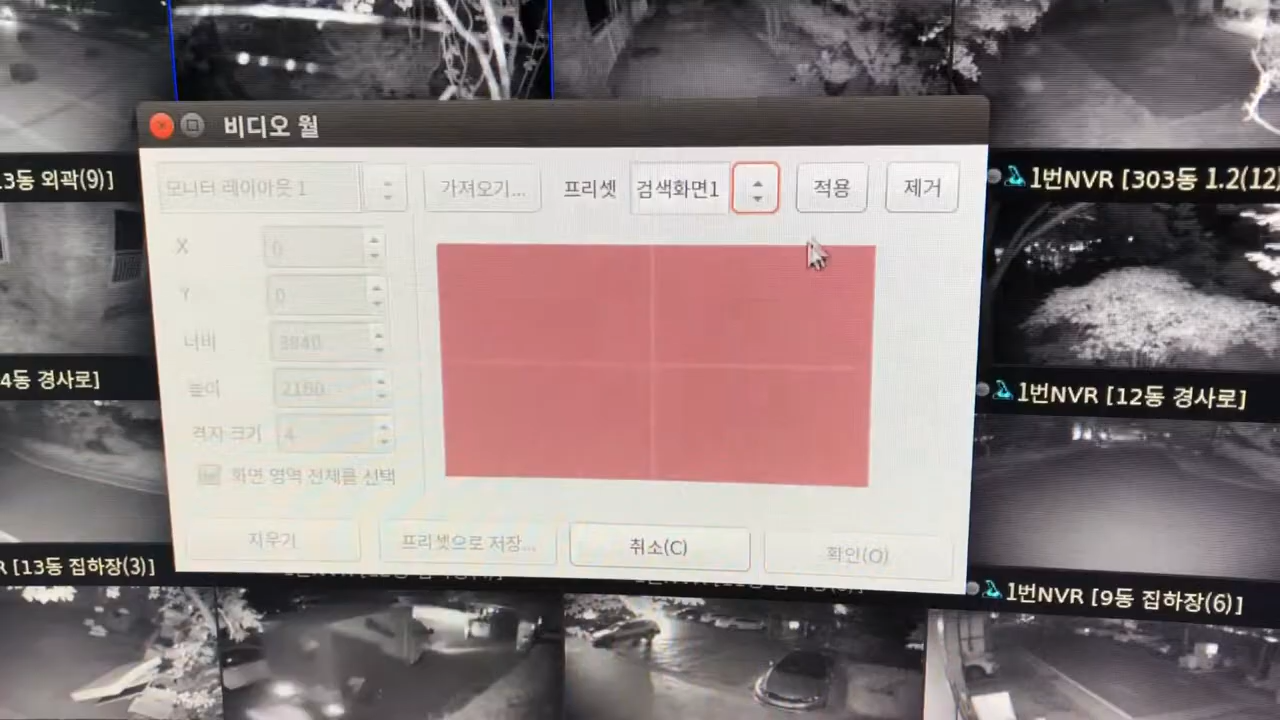 비디오 월
모니터 레이아웃 1
가져오기...
프리셋
검색화면1
적용
제거
X
0
Y
0
너비
3840
높이
2160
격자 크기
4
화면 영역 전체를 선택
지우기
프리셋으로 저장...
취소(C)
확인(O)
3동 외곽(9)]
1번NVR [303동 1.2(12)
4동 경사로]
1번NVR [12동 경사로]
R [13동 집하장(3)]
1번NVR [9동 집하장(6)]